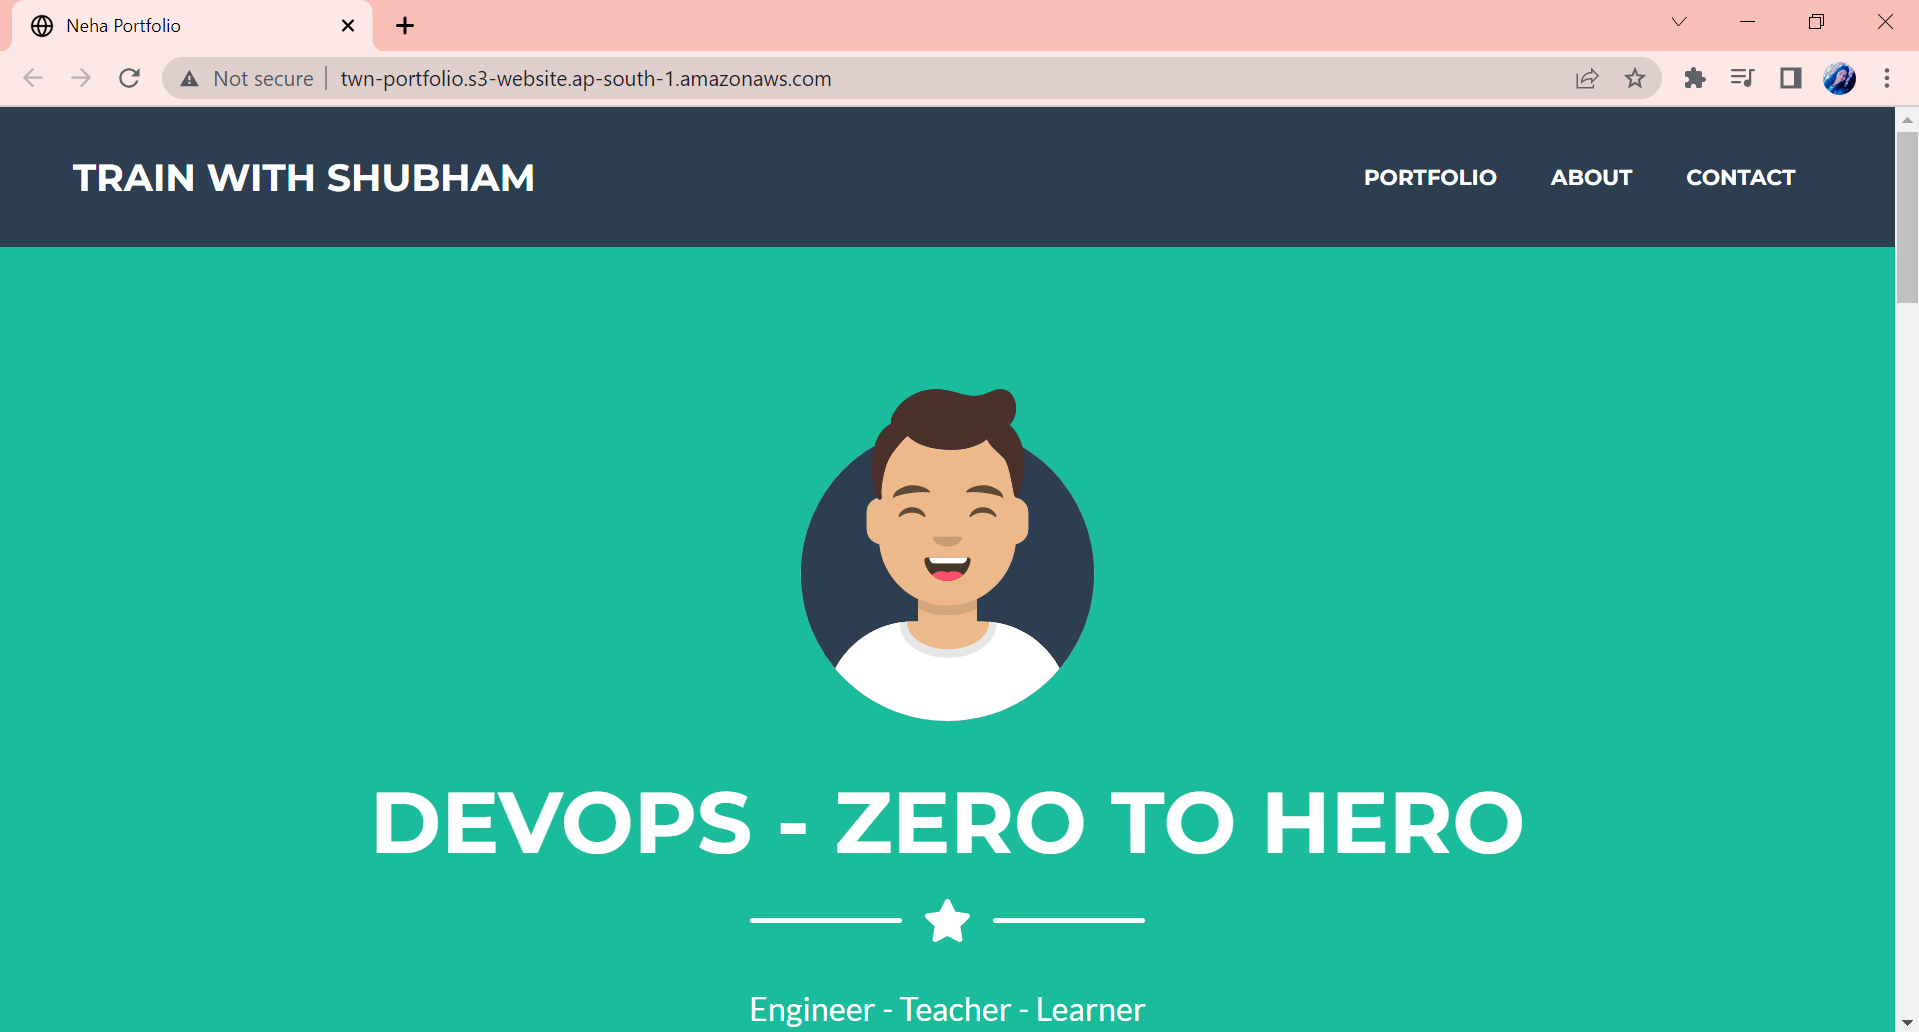 Neha Portfolio
Not secure
twn-portfolio.s3-website.ap-south-1.amazonaws.com
TRAIN WITH SHUBHAM
PORTFOLIO
ABOUT
CONTACT
DEVOPS - ZERO TO HERO
Engineer - Teacher - Learner